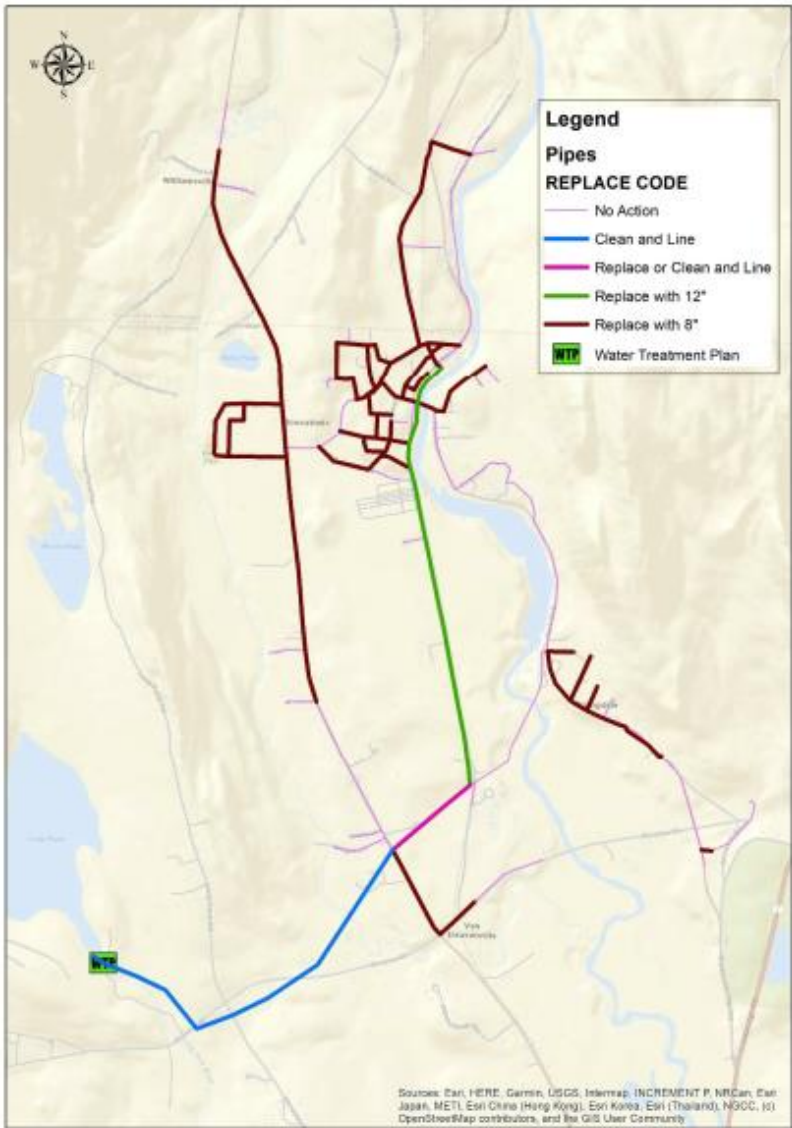 N
W E
S
Legend
Pipes
REPLACE CODE
No Action
Clean and Line
Replace or Clean and Line
Replace with 12"
Replace with 8"
WTP Water Treatment Plan
WTP
Van
Sources: Esri, HERE, Garmin, USGS, Intermap, INCREMENT P, NRCan, Esri
Japan, METI, Esri China (Hong Kong), Esri Korea, Esri (Thailand), NGCC, (c)
OpenStreetMap contributors, and the GIS User Community